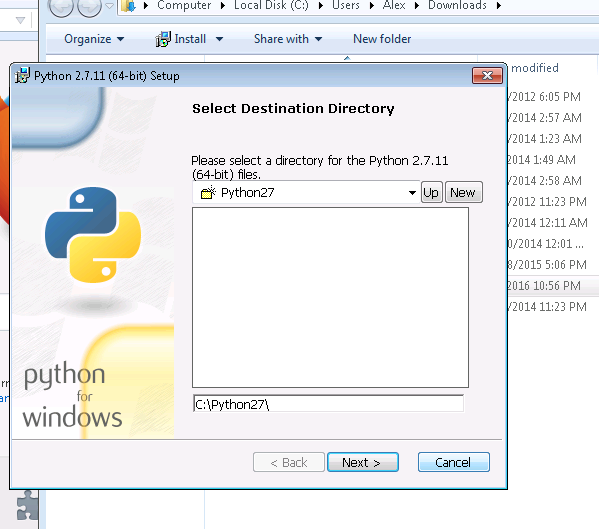 Computer Local Disk (C:) Users Alex Downloads
Organize Install Share with New folder
modified
Python 2.7.11 (64-bit) Setup
Select Destination Directory
Please select a directory for the Python 2.7.11
(64-bit) files.
Python27 Up New
C:\Python27\
python
for
windows
< Back Next > Cancel
/2012 6:05 PM
/2014 2:57 AM
/2014 1:23 AM
2014 1:49 AM
/2014 2:58 AM
/2012 11:23 PM
2014 12:11 AM
0/2014 12:01 ...
8/2015 5:06 PM
2016 10:56 PM
/2014 11:23 PM